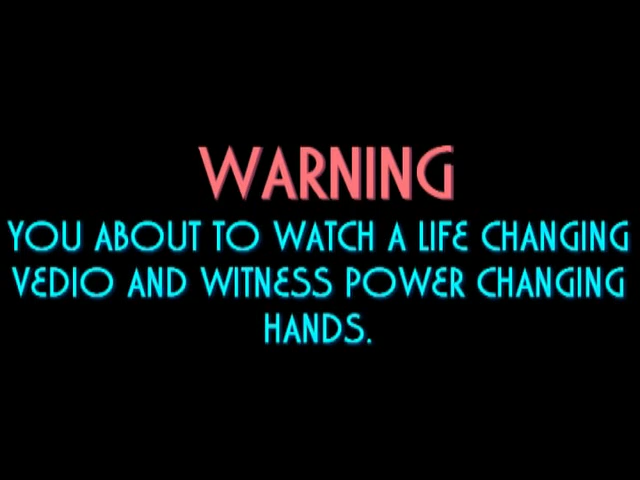 WARNING
YOU ABOUT TO WATCH A LIFE CHANGING
VEDIO AND WITNESS POWER CHANGING
HANDS.